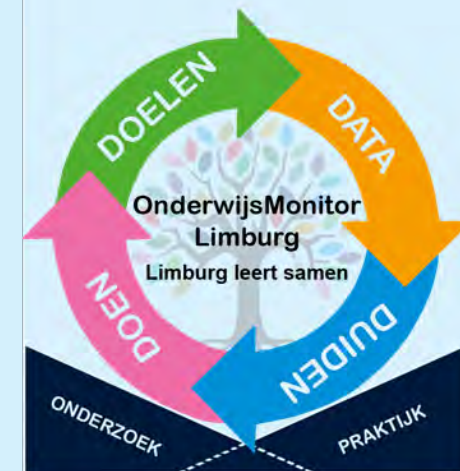 DOELEN
DATA
OnderwijsMonitor
Limburg
Limburg leert samen
DOEN
DUIDEN
ONDERZOEK
PRAKTIJK